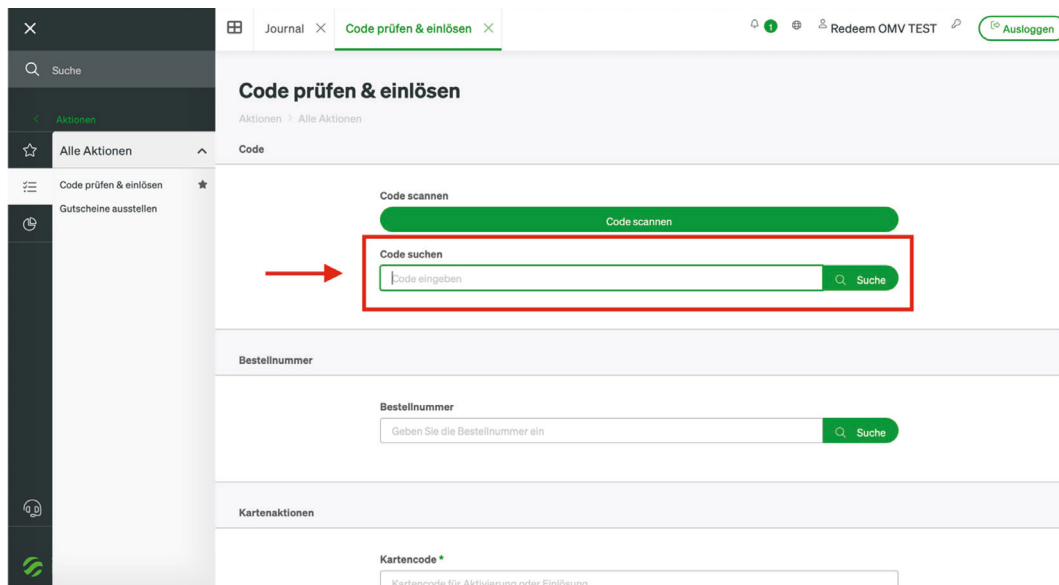 Journal
Code prüfen & einlösen
1
Redeem OMV TEST
Ausloggen
Suche
Aktionen
Alle Aktionen
Code prüfen & einlösen
Gutscheine ausstellen
Code prüfen & einlösen
Aktionen > Alle Aktionen
Code
Code scannen
Code scannen
Code suchen
Code eingeben
Suche
Bestellnummer
Bestellnummer
Geben Sie die Bestellnummer ein
Suche
Kartenaktionen
Kartencode *
Kartencode für Aktivierung oder Einlösung